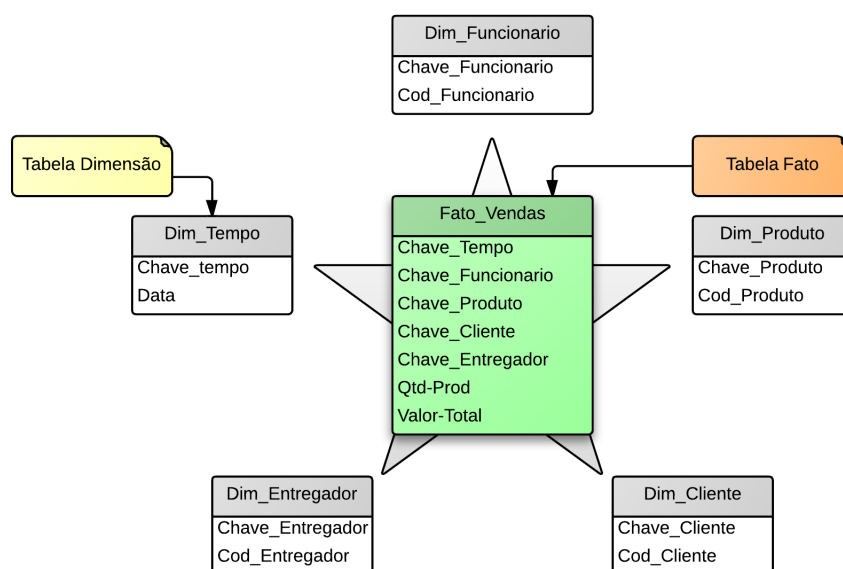 Dim_Funcionario
Chave_Funcionario
Cod_Funcionario
Tabela Dimensão
Tabela Fato
Dim_Tempo
Chave_tempo
Data
Fato_Vendas
Chave_Tempo
Chave_Funcionario
Chave_Produto
Chave_Cliente
Chave_Entregador
Qtd-Prod
Valor-Total
Dim_Produto
Chave_Produto
Cod_Produto
Dim_Entregador
Chave_Entregador
Cod_Entregador
Dim_Cliente
Chave_Cliente
Cod_Cliente